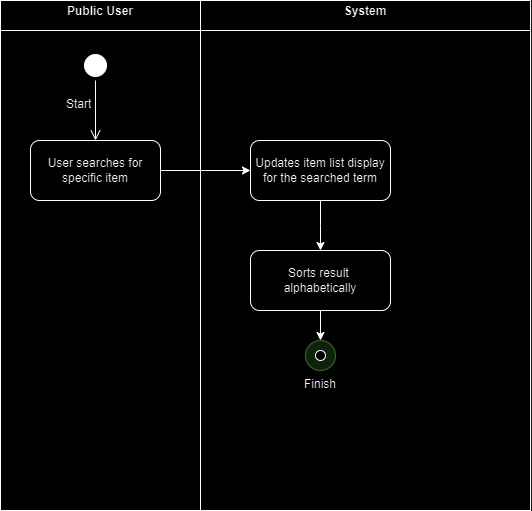 Public User
System
Start
User searches for
specific item
Updates item list display
for the searched term
Sorts result
alphabetically
Finish